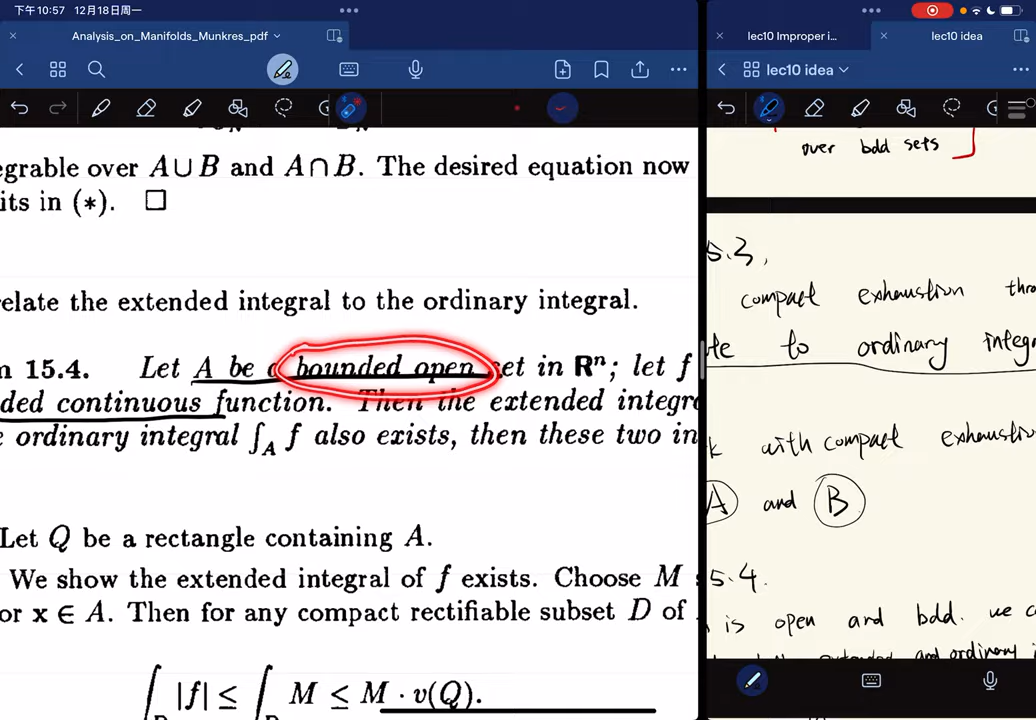 下午10:57 12月18日周一
Analysis_on_Manifolds_Munkres_pdf
lec10 Improper i...
lec10 idea
lec10 idea
egrable over A ∪ B and A ∩ B. The desired equation now
its in (∗). □
relate the extended integral to the ordinary integral.
m 15.4. Let A be a bounded open set in Rⁿ; let f
ded continuous function. Then the extended integr
e ordinary integral ∫_A f also exists, then these two in
Let Q be a rectangle containing A.
We show the extended integral of f exists. Choose M
or x ∈ A. Then for any compact rectifiable subset D of
∫_D |f| ≤ ∫_D M ≤ M · v(Q).
over bdd sets
5.3,
compact exhaustion thro
te to ordinary integr
k with compact exhaustio
A and B
5.4.
is open and bdd. we c
extended and ordinary i